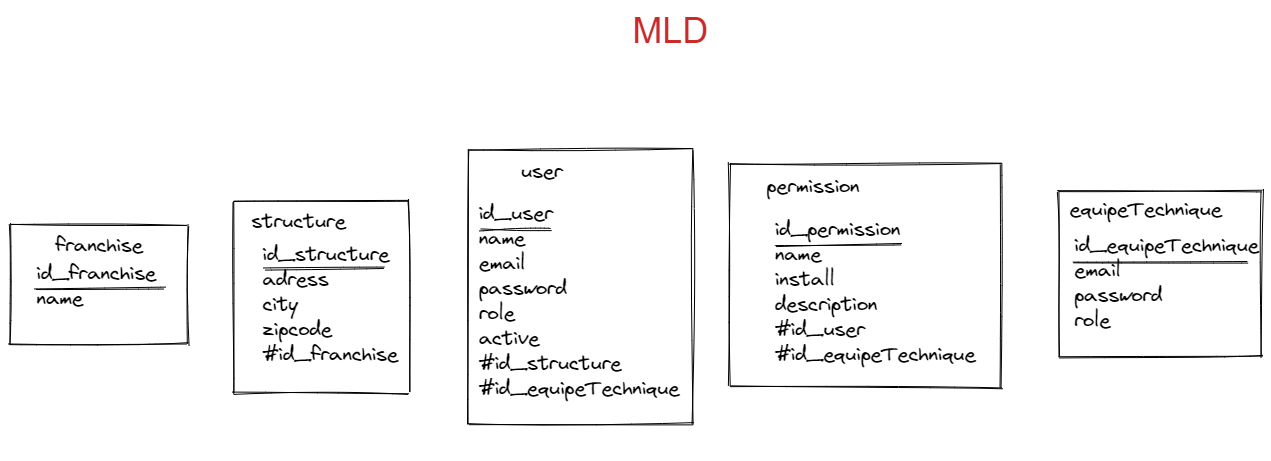 MLD
franchise
id_franchise
name
structure
id_structure
adress
city
zipcode
#id_franchise
user
id_user
name
email
password
role
active
#id_structure
#id_equipeTechnique
permission
id_permission
name
install
description
#id_user
#id_equipeTechnique
equipeTechnique
id_equipeTechnique
email
password
role